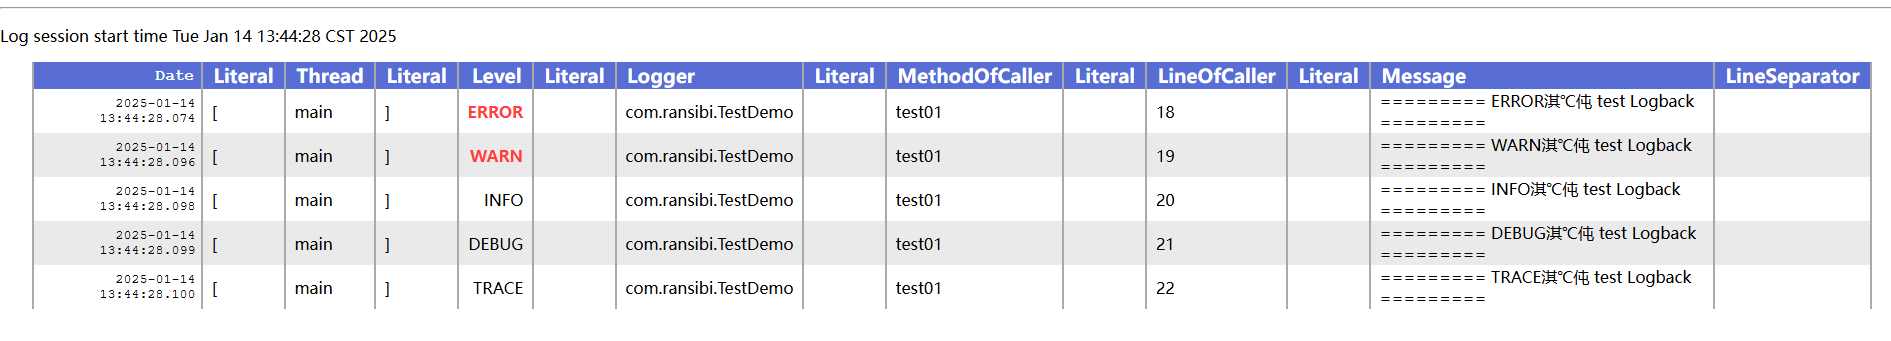 Log session start time Tue Jan 14 13:44:28 CST 2025
Date Literal Thread Literal Level Literal Logger Literal MethodOfCaller Literal LineOfCaller Literal Message LineSeparator
2025-01-14
13:44:28.074 [ main ] ERROR com.ransibi.TestDemo test01 18 ========= ERROR淇℃伅 test Logback
=========
2025-01-14
13:44:28.096 [ main ] WARN com.ransibi.TestDemo test01 19 ========= WARN淇℃伅 test Logback
=========
2025-01-14
13:44:28.098 [ main ] INFO com.ransibi.TestDemo test01 20 ========= INFO淇℃伅 test Logback
=========
2025-01-14
13:44:28.099 [ main ] DEBUG com.ransibi.TestDemo test01 21 ========= DEBUG淇℃伅 test Logback
=========
2025-01-14
13:44:28.100 [ main ] TRACE com.ransibi.TestDemo test01 22 ========= TRACE淇℃伅 test Logback
=========